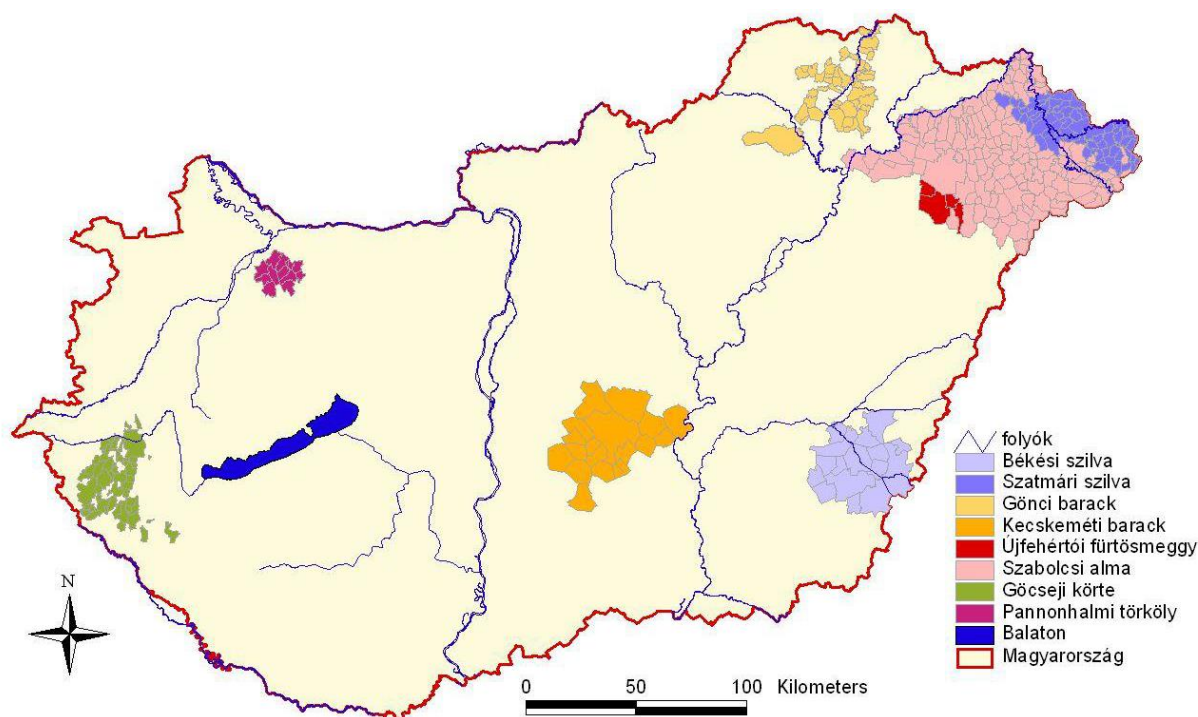 folyók
Békési szilva
Szatmári szilva
Gönci barack
Kecskeméti barack
Újfehértói fürtösmeggy
Szabolcsi alma
Göcseji körte
Pannonhalmi törköly
Balaton
Magyarország
N
0 50 100 Kilometers